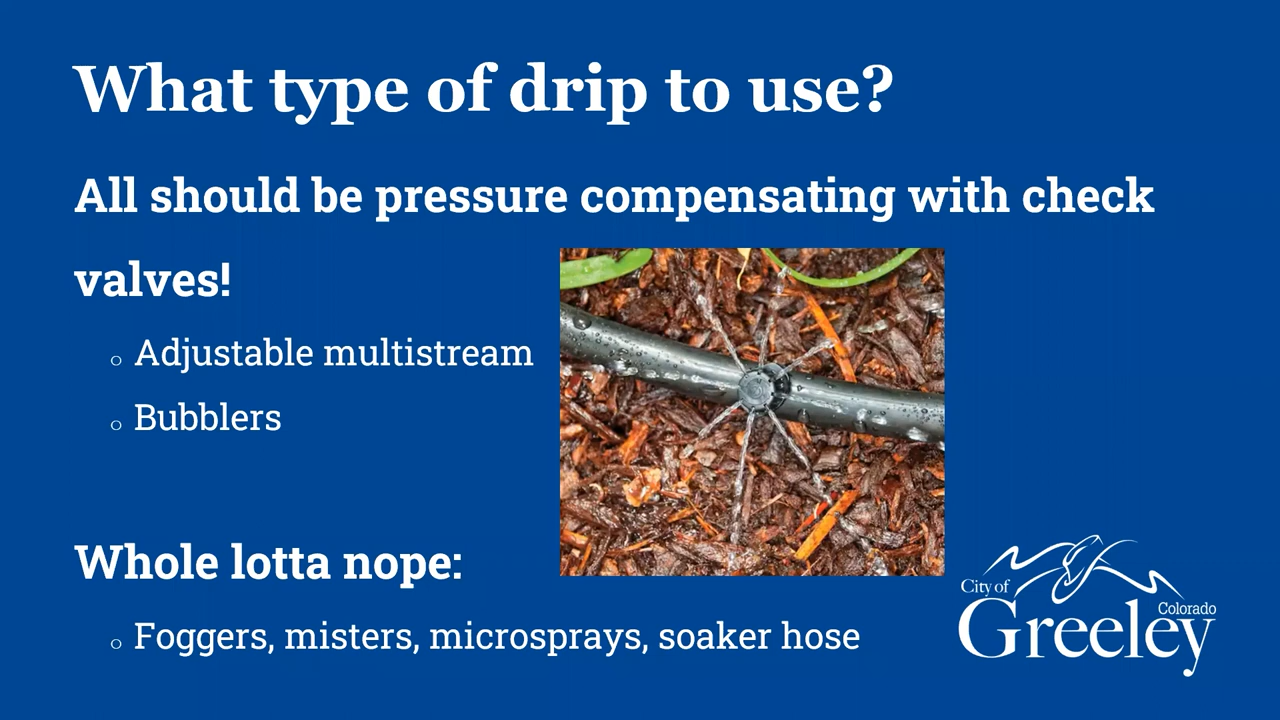 What type of drip to use?
All should be pressure compensating with check
valves!
Adjustable multistream
Bubblers
Whole lotta nope:
Foggers, misters, microsprays, soaker hose
City of
Colorado
Greeley